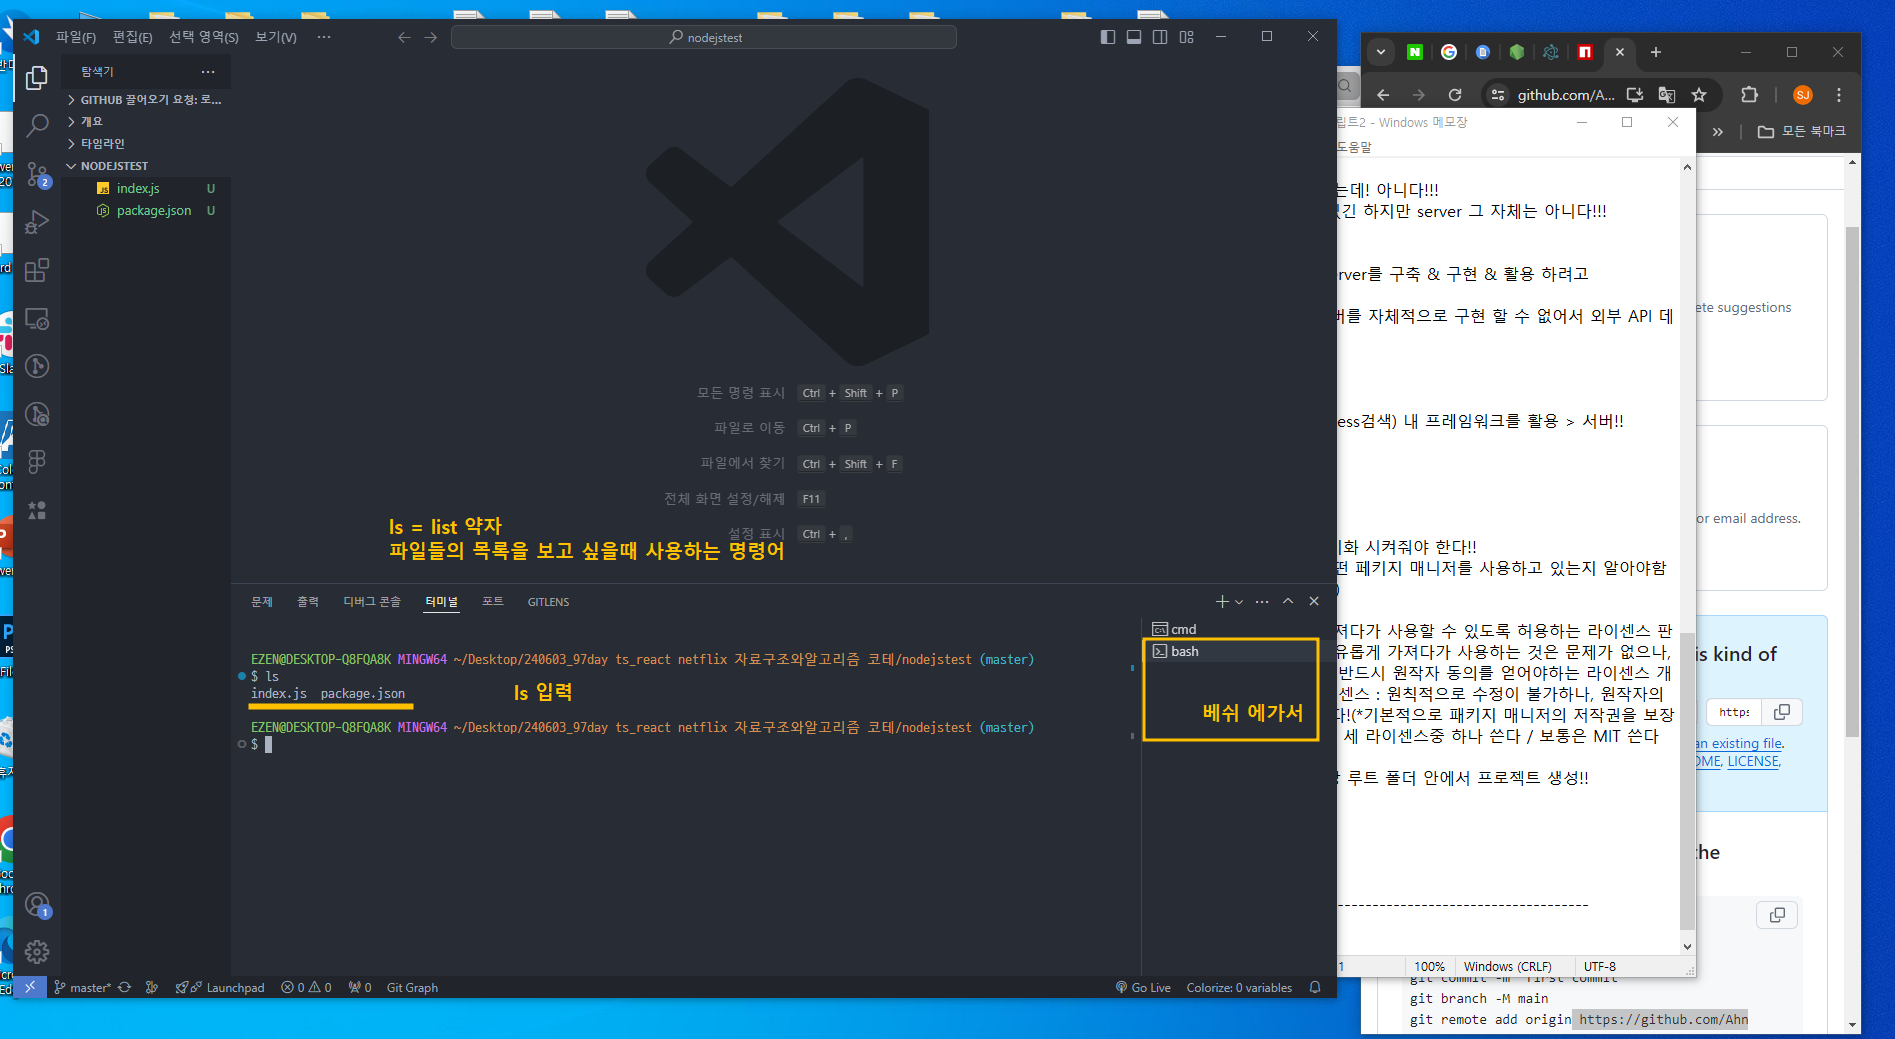 파일(F) 편집(E) 선택 영역(S) 보기(V) ··· nodejstest
탐색기
GITHUB 끌어오기 요청: 로...
개요
타임라인
NODEJSTEST
index.js U
package.json U
2
모든 명령 표시 Ctrl + Shift + P
파일로 이동 Ctrl + P
파일에서 찾기 Ctrl + Shift + F
전체 화면 설정/해제 F11
설정 표시 Ctrl + ,
ls = list 약자
파일들의 목록을 보고 싶을때 사용하는 명령어
문제 출력 디버그 콘솔 터미널 포트 GITLENS
cmd
bash
베쉬 에가서
EZEN@DESKTOP-Q8FQA8K MINGW64 ~/Desktop/240603_97day ts_react netflix 자료구조와알고리즘 코테/nodejstest (master)
$ ls
index.js package.json
ls 입력
EZEN@DESKTOP-Q8FQA8K MINGW64 ~/Desktop/240603_97day ts_react netflix 자료구조와알고리즘 코테/nodejstest (master)
$
1
master* Launchpad 0 0 0 Git Graph Go Live Colorize: 0 variables
github.com/A... SJ
모든 북마크
립트2 - Windows 메모장
도움말
는데! 아니다!!!
긴 하지만 server 그 자체는 아니다!!!
rver를 구축 & 구현 & 활용 하려고
버를 자체적으로 구현 할 수 없어서 외부 API 데
ess검색) 내 프레임워크를 활용 > 서버!!
화 시켜줘야 한다!!
떤 페키지 매니저를 사용하고 있는지 알아야함
)
져다가 사용할 수 있도록 허용하는 라이센스 판
유롭게 가져다가 사용하는 것은 문제가 없으나,
반드시 원작자 동의를 얻어야하는 라이센스 개
센스 : 원칙적으로 수정이 불가하나, 원작자의
다!(*기본적으로 패키지 매니저의 저작권을 보장
세 라이센스중 하나 쓴다 / 보통은 MIT 쓴다
루트 폴더 안에서 프로젝트 생성!!
------------------------------------
1 100% Windows (CRLF) UTF-8
ete suggestions
or email address.
is kind of
https
an existing file.
OME, LICENSE,
the
git commit -m "first commit"
git branch -M main
git remote add origin https://github.com/Ahn